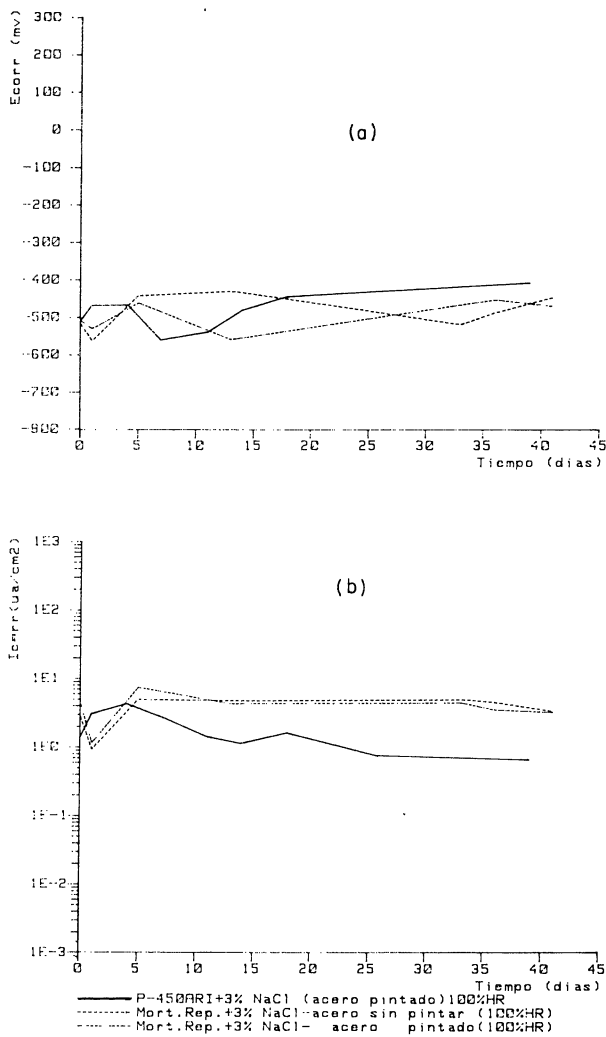 Ecorr (mv)
300
200
100
0
-100
-200
-300
-400
-500
-600
-700
-800
(a)
0 5 10 15 20 25 30 35 40 45
Tiempo (dias)
Icorr(ua/cm2)
1E3
1E2
1E1
1E0
1E-1
1E-2
1E-3
(b)
0 5 10 15 20 25 30 35 40 45
Tiempo (dias)
P-450ARI+3% NaCl (acero pintado)100%HR
Mort.Rep.+3% NaCl-acero sin pintar (100%HR)
Mort.Rep.+3% NaCl- acero pintado(100%HR)